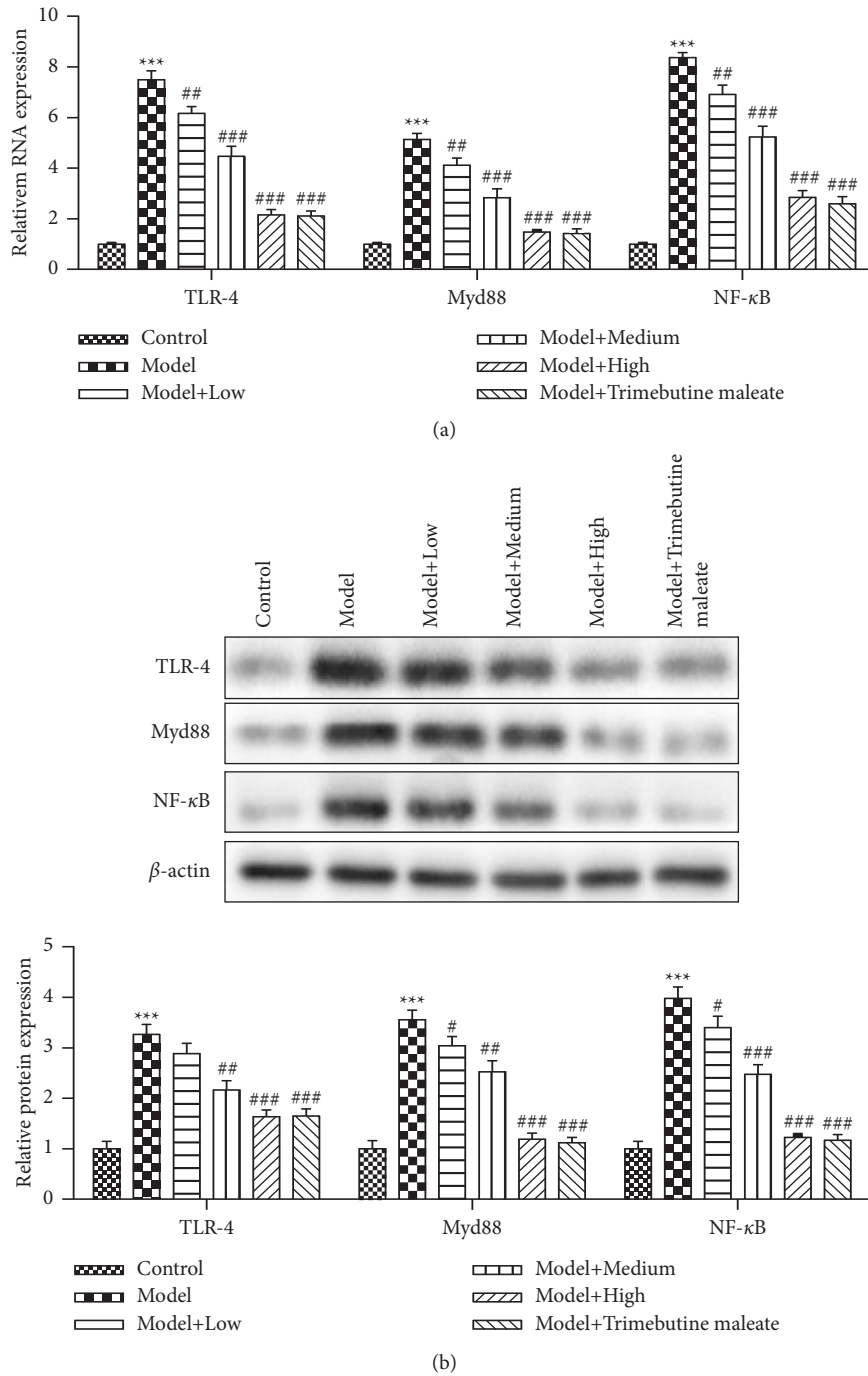 10
8
6
4
2
0
Relativem RNA expression
***
##
###
###
###
***
##
###
###
###
***
##
###
###
###
TLR-4
Myd88
NF-κB
Control
Model
Model+Low
Model+Medium
Model+High
Model+Trimebutine maleate
(a)
Control
Model
Model+Low
Model+Medium
Model+High
Model+Trimebutine
maleate
TLR-4
Myd88
NF-κB
β-actin
5
4
3
2
1
0
Relative protein expression
***
##
###
###
***
#
##
###
###
***
#
###
###
###
TLR-4
Myd88
NF-κB
Control
Model
Model+Low
Model+Medium
Model+High
Model+Trimebutine maleate
(b)